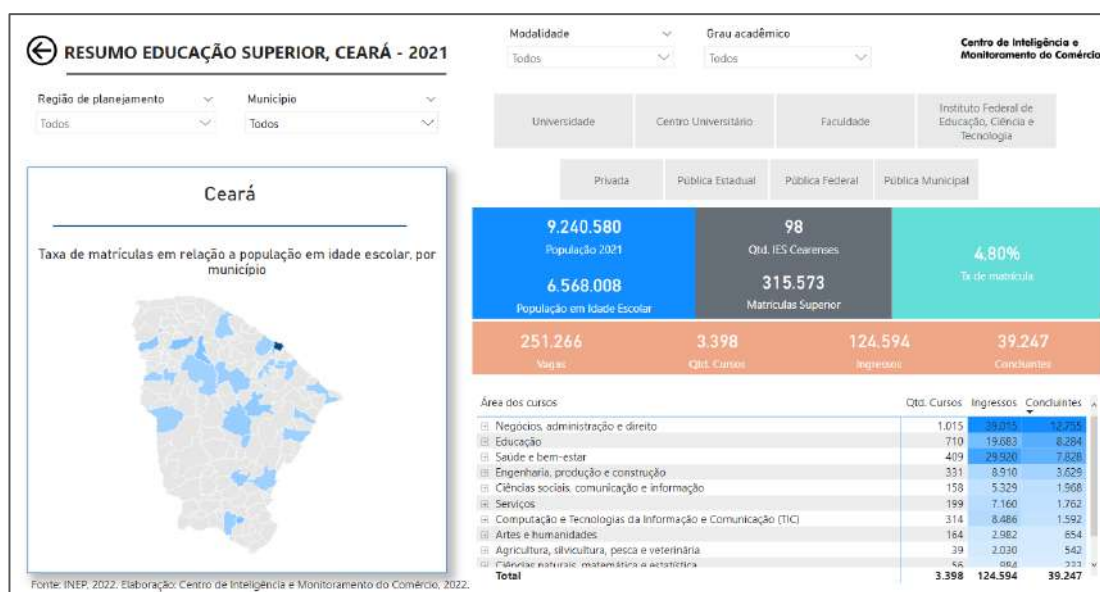 RESUMO EDUCAÇÃO SUPERIOR, CEARÁ - 2021
Modalidade
Todos
Grau acadêmico
Todos
Centro de Inteligência e
Monitoramento do Comércio
Região de planejamento
Todos
Município
Todos
Universidade
Centro Universitário
Faculdade
Instituto Federal de
Educação, Ciência e
Tecnologia
Privada
Pública Estadual
Pública Federal
Pública Municipal
Ceará
Taxa de matrículas em relação a população em idade escolar, por
município
9.240.580
População 2021
6.568.008
População em Idade Escolar
98
Qtd. IES Cearenses
315.573
Matrículas Superior
4,80%
Tx de matrícula
251.266
Vagas
3.398
Qtd. Cursos
124.594
Ingressos
39.247
Concluintes
Área dos cursos Qtd. Cursos Ingressos Concluintes
Negócios, administração e direito 1.015 39.015 12.755
Educação 710 19.683 8.284
Saúde e bem-estar 409 29.920 7.828
Engenharia, produção e construção 331 8.910 3.629
Ciências sociais, comunicação e informação 158 5.329 1.968
Serviços 199 7.160 1.762
Computação e Tecnologias da Informação e Comunicação (TIC) 314 8.486 1.592
Artes e humanidades 164 2.982 654
Agricultura, silvicultura, pesca e veterinária 39 2.030 542
Ciências naturais, matemática e estatística 56
Total 3.398 124.594 39.247
Fonte: INEP, 2022. Elaboração: Centro de Inteligência e Monitoramento do Comércio, 2022.